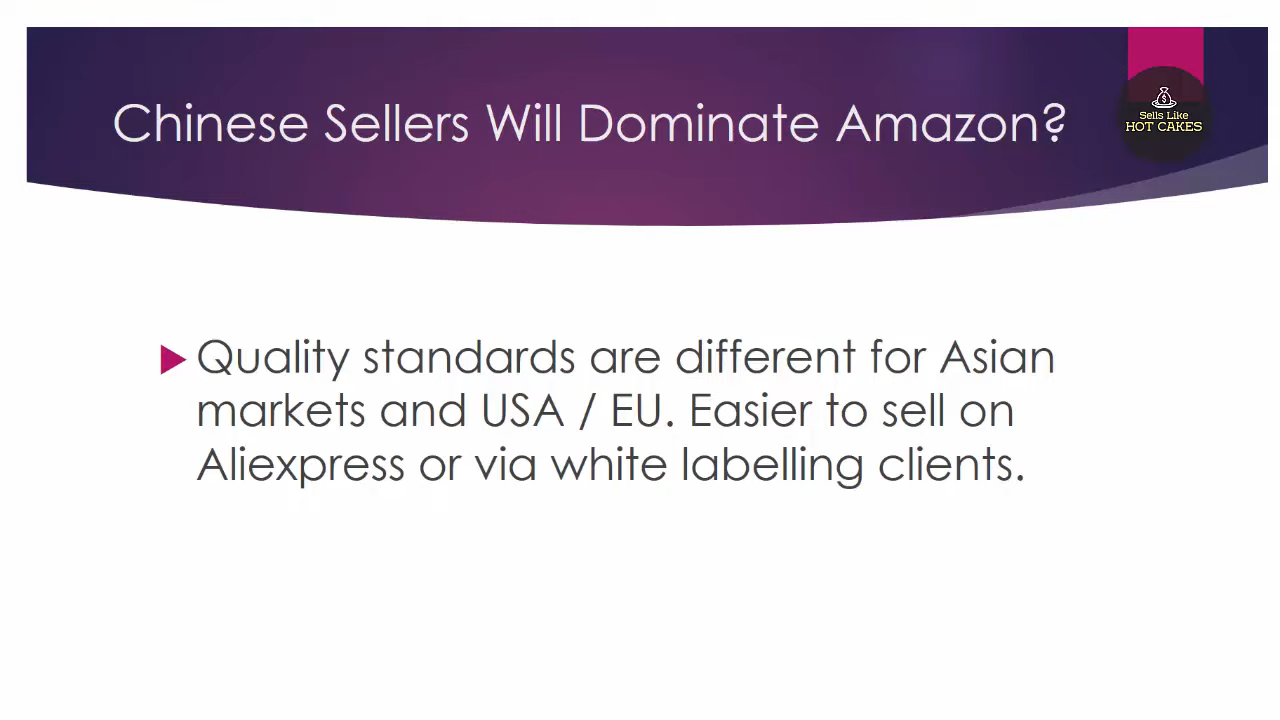 Chinese Sellers Will Dominate Amazon?
Sells Like
HOT CAKES
Quality standards are different for Asian
markets and USA / EU. Easier to sell on
Aliexpress or via white labelling clients.